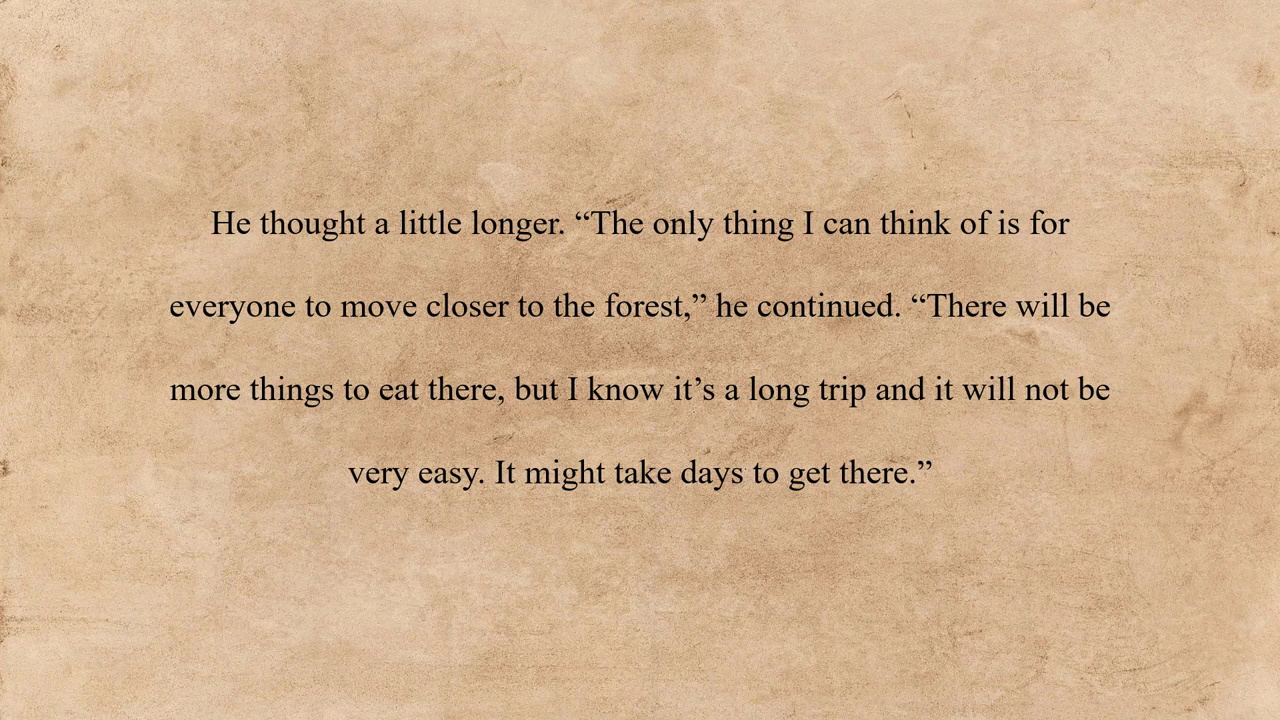 He thought a little longer. “The only thing I can think of is for
everyone to move closer to the forest,” he continued. “There will be
more things to eat there, but I know it’s a long trip and it will not be
very easy. It might take days to get there.”